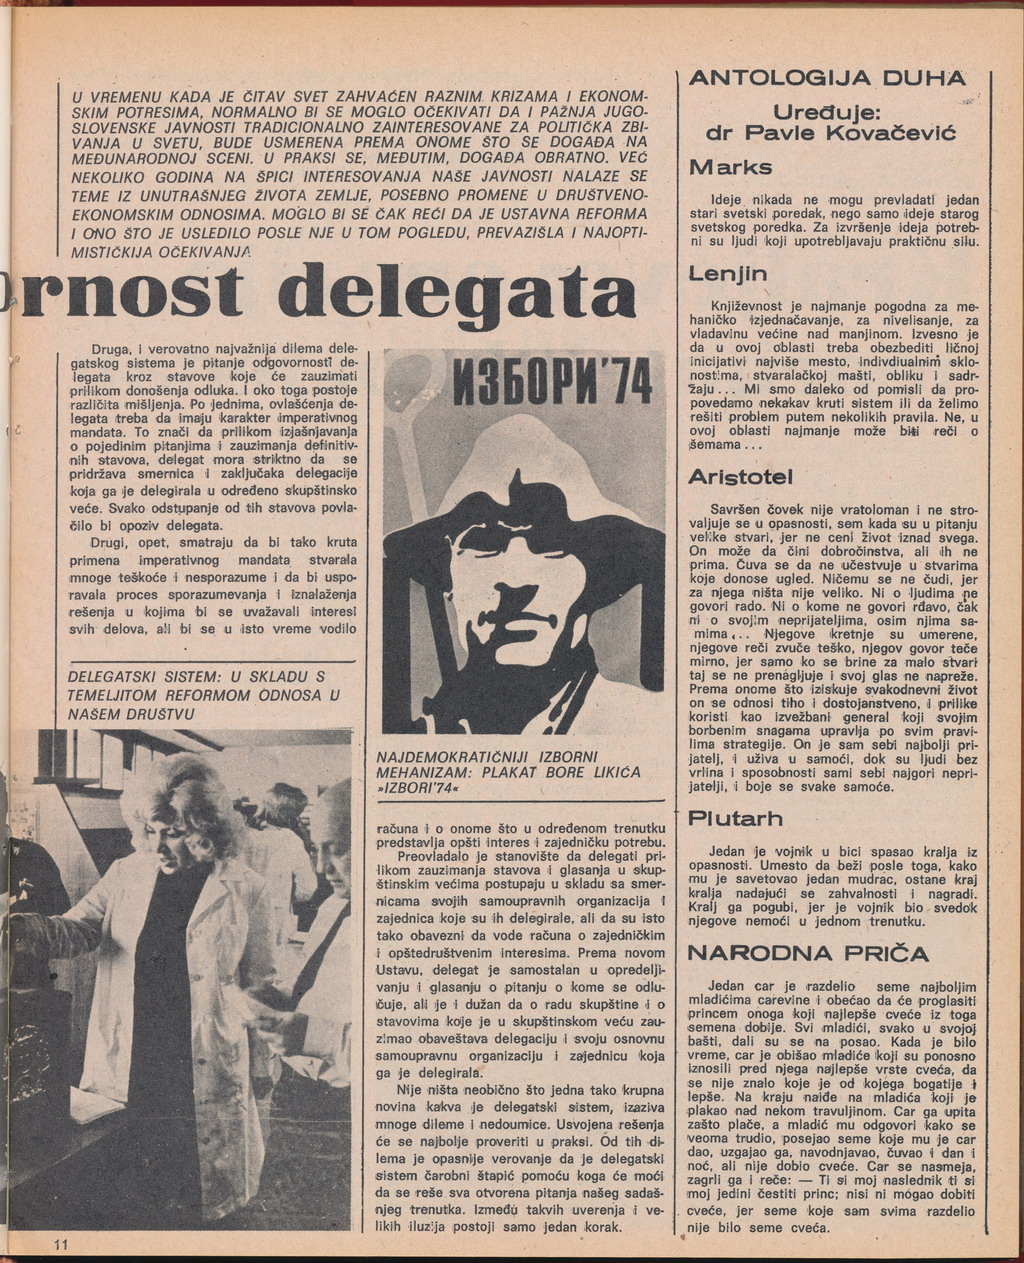 U VREMENU KADA JE ČITAV SVET ZAHVAĆEN RAZNIM KRIZAMA I EKONOM-
SKIM POTRESIMA, NORMALNO BI SE MOGLO OČEKIVATI DA I PAŽNJA JUGO-
SLOVENSKE JAVNOSTI TRADICIONALNO ZAINTERESOVANE ZA POLITIČKA ZBI-
VANJA U SVETU, BUDE USMERENA PREMA ONOME ŠTO SE DOGAĐA NA
MEĐUNARODNOJ SCENI. U PRAKSI SE, MEĐUTIM, DOGAĐA OBRATNO. VEĆ
NEKOLIKO GODINA NA ŠPICI INTERESOVANJA NAŠE JAVNOSTI NALAZE SE
TEME IZ UNUTRAŠNJEG ŽIVOTA ZEMLJE, POSEBNO PROMENE U DRUŠTVENO-
EKONOMSKIM ODNOSIMA. MOGLO BI SE ČAK REĆI DA JE USTAVNA REFORMA
I ONO ŠTO JE USLEDILO POSLE NJE U TOM POGLEDU, PREVAZIŠLA I NAJOPTI-
MISTIČKIJA OČEKIVANJA
rnost delegata
Druga, i verovatno najvažnija dilema dele-
gatskog sistema je pitanje odgovornosti de-
legata kroz stavove koje će zauzimati
prilikom donošenja odluka. I oko toga postoje
različita mišljenja. Po jednima, ovlašćenja de-
legata treba da imaju karakter imperativnog
mandata. To znači da prilikom izjašnjavanja
o pojedinim pitanjima i zauzimanja definitiv-
nih stavova, delegat mora striktno da se
pridržava smernica i zaključaka delegacije
koja ga je delegirala u određeno skupštinsko
veće. Svako odstupanje od tih stavova povla-
čilo bi opoziv delegata.
Drugi, opet, smatraju da bi tako kruta
primena imperativnog mandata stvarala
mnoge teškoće i nesporazume i da bi uspo-
ravala proces sporazumevanja i iznalaženja
rešenja u kojima bi se uvažavali interesi
svih delova, ali bi se u isto vreme vodilo
DELEGATSKI SISTEM: U SKLADU S
TEMELJITOM REFORMOM ODNOSA U
NAŠEM DRUŠTVU
ИЗБОРИ'74
NAJDEMOKRATIČNIJI IZBORNI
MEHANIZAM: PLAKAT BORE LIKIĆA
»IZBORI'74«
računa i o onome što u određenom trenutku
predstavlja opšti interes i zajedničku potrebu.
Preovladalo je stanovište da delegati pri-
likom zauzimanja stavova i glasanja u skup-
štinskim većima postupaju u skladu sa smer-
nicama svojih samoupravnih organizacija i
zajednica koje su ih delegirale, ali da su isto
tako obavezni da vode računa o zajedničkim
i opštedruštvenim interesima. Prema novom
Ustavu, delegat je samostalan u opredelji-
vanju i glasanju o pitanju o kome se odlu-
čuje, ali je i dužan da o radu skupštine i o
stavovima koje je u skupštinskom veću zau-
zimao obaveštava delegaciju i svoju osnovnu
samoupravnu organizaciju i zajednicu koja
ga je delegirala.
Nije ništa neobično što jedna tako krupna
novina kakva je delegatski sistem, izaziva
mnoge dileme i nedoumice. Usvojena rešenja
će se najbolje proveriti u praksi. Od tih di-
lema je opasnije verovanje da je delegatski
sistem čarobni štapić pomoću koga će moći
da se reše sva otvorena pitanja našeg sadaš-
njeg trenutka. Između takvih uverenja i ve-
likih iluzija postoji samo jedan korak.
ANTOLOGIJA DUHA
Uređuje:
dr Pavle Kovačević
Marks
Ideje nikada ne mogu prevladati jedan
stari svetski poredak, nego samo ideje starog
svetskog poredka. Za izvršenje ideja potreb-
ni su ljudi koji upotrebljavaju praktičnu silu.
Lenjin
Književnost je najmanje pogodna za me-
haničko izjednačavanje, za nivelisanje, za
vladavinu većine nad manjinom. Izvesno je
da u ovoj oblasti treba obezbediti ličnoj
inicijativi najviše mesto, indivdiualnim sklo-
nostima, stvaralačkoj mašti, obliku i sadr-
žaju... Mi smo daleko od pomisli da pro-
povedamo nekakav kruti sistem ili da želimo
rešiti problem putem nekolikih pravila. Ne, u
ovoj oblasti najmanje može biti reči o
šemama...
Aristotel
Savršen čovek nije vratoloman i ne stro-
valjuje se u opasnosti, sem kada su u pitanju
velike stvari, jer ne ceni život iznad svega.
On može da čini dobročinstva, ali ih ne
prima. Čuva se da ne učestvuje u stvarima
koje donose ugled. Ničemu se ne čudi, jer
za njega ništa nije veliko. Ni o ljudima ne
govori rado. Ni o kome ne govori rđavo, čak
ni o svojim neprijateljima, osim njima sa-
mima... Njegove kretnje su umerene,
njegove reči zvuče teško, njegov govor teče
mirno, jer samo ko se brine za malo stvari
taj se ne prenagljuje i svoj glas ne napreže.
Prema onome što iziskuje svakodnevni život
on se odnosi tiho i dostojanstveno, i prilike
koristi kao izvežbani general koji svojim
borbenim snagama upravlja po svim pravi-
lima strategije. On je sam sebi najbolji pri-
jatelj, i uživa u samoći, dok su ljudi bez
vrlina i sposobnosti sami sebi najgori nepri-
jatelji, i boje se svake samoće.
Plutarh
Jedan je vojnik u bici spasao kralja iz
opasnosti. Umesto da beži posle toga, kako
mu je savetovao jedan mudrac, ostane kraj
kralja nadajući se zahvalnosti i nagradi.
Kralj ga pogubi, jer je vojnik bio svedok
njegove nemoći u jednom trenutku.
NARODNA PRIČA
Jedan car je razdelio seme najboljim
mladićima carevine i obećao da će proglasiti
princem onoga koji najlepše cveće iz toga
semena dobije. Svi mladići, svako u svojoj
bašti, dali su se na posao. Kada je bilo
vreme, car je obišao mladiće koji su ponosno
iznosili pred njega najlepše vrste cveća, da
se nije znalo koje je od kojega bogatije i
lepše. Na kraju naiđe na mladića koji je
plakao nad nekom travuljinom. Car ga upita
zašto plače, a mladić mu odgovori kako se
veoma trudio, posejao seme koje mu je car
dao, uzgajao ga, navodnjavao, čuvao i dan i
noć, ali nije dobio cveće. Car se nasmeja,
zagrli ga i reče: — Ti si moj naslednik ti si
moj jedini čestiti princ; nisi ni mogao dobiti
cveće, jer seme koje sam svima razdelio
nije bilo seme cveća.
11